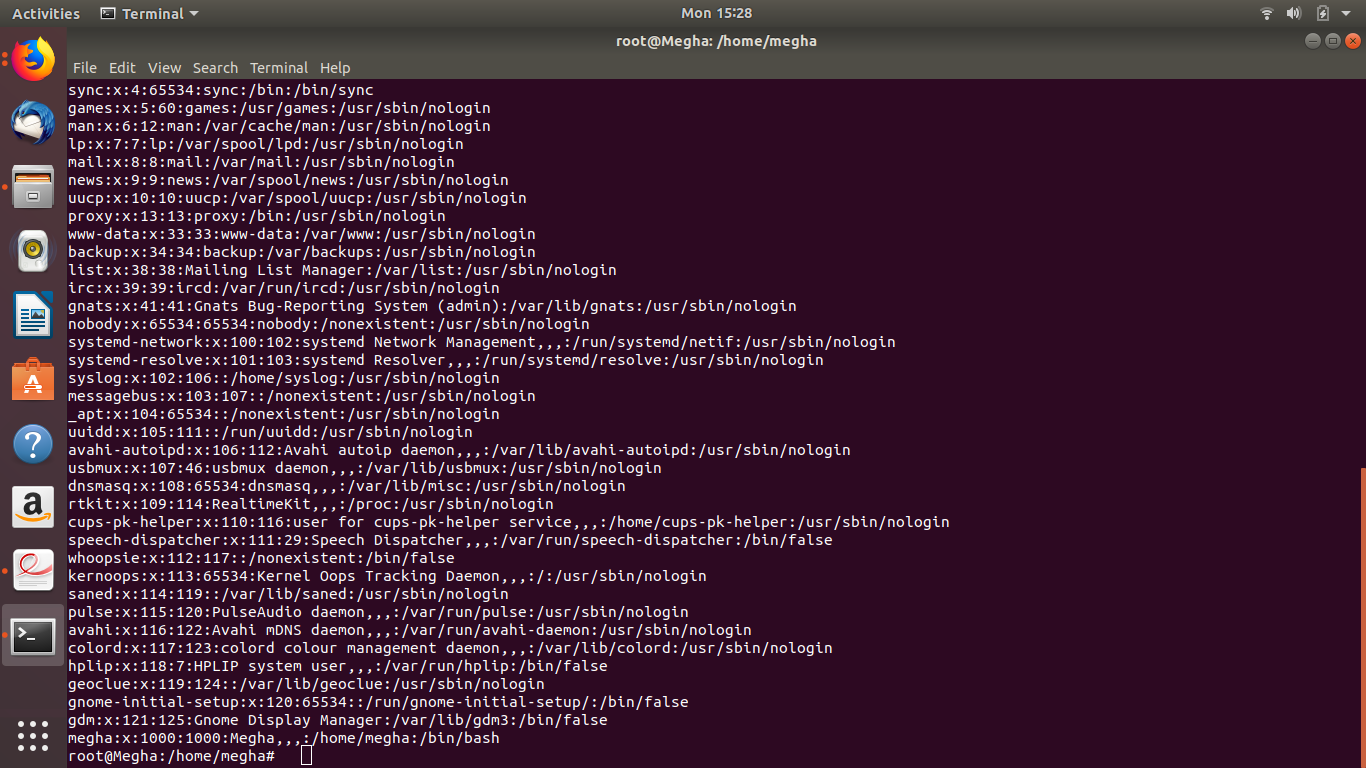 Activities Terminal Mon 15:28
root@Megha: /home/megha
File Edit View Search Terminal Help
sync:x:4:65534:sync:/bin:/bin/sync
games:x:5:60:games:/usr/games:/usr/sbin/nologin
man:x:6:12:man:/var/cache/man:/usr/sbin/nologin
lp:x:7:7:lp:/var/spool/lpd:/usr/sbin/nologin
mail:x:8:8:mail:/var/mail:/usr/sbin/nologin
news:x:9:9:news:/var/spool/news:/usr/sbin/nologin
uucp:x:10:10:uucp:/var/spool/uucp:/usr/sbin/nologin
proxy:x:13:13:proxy:/bin:/usr/sbin/nologin
www-data:x:33:33:www-data:/var/www:/usr/sbin/nologin
backup:x:34:34:backup:/var/backups:/usr/sbin/nologin
list:x:38:38:Mailing List Manager:/var/list:/usr/sbin/nologin
irc:x:39:39:ircd:/var/run/ircd:/usr/sbin/nologin
gnats:x:41:41:Gnats Bug-Reporting System (admin):/var/lib/gnats:/usr/sbin/nologin
nobody:x:65534:65534:nobody:/nonexistent:/usr/sbin/nologin
systemd-network:x:100:102:systemd Network Management,,,:/run/systemd/netif:/usr/sbin/nologin
systemd-resolve:x:101:103:systemd Resolver,,,:/run/systemd/resolve:/usr/sbin/nologin
syslog:x:102:106::/home/syslog:/usr/sbin/nologin
messagebus:x:103:107::/nonexistent:/usr/sbin/nologin
_apt:x:104:65534::/nonexistent:/usr/sbin/nologin
uuidd:x:105:111::/run/uuidd:/usr/sbin/nologin
avahi-autoipd:x:106:112:Avahi autoip daemon,,,:/var/lib/avahi-autoipd:/usr/sbin/nologin
usbmux:x:107:46:usbmux daemon,,,:/var/lib/usbmux:/usr/sbin/nologin
dnsmasq:x:108:65534:dnsmasq,,,:/var/lib/misc:/usr/sbin/nologin
rtkit:x:109:114:RealtimeKit,,,:/proc:/usr/sbin/nologin
cups-pk-helper:x:110:116:user for cups-pk-helper service,,,:/home/cups-pk-helper:/usr/sbin/nologin
speech-dispatcher:x:111:29:Speech Dispatcher,,,:/var/run/speech-dispatcher:/bin/false
whoopsie:x:112:117::/nonexistent:/bin/false
kernoops:x:113:65534:Kernel Oops Tracking Daemon,,,:/:/usr/sbin/nologin
saned:x:114:119::/var/lib/saned:/usr/sbin/nologin
pulse:x:115:120:PulseAudio daemon,,,:/var/run/pulse:/usr/sbin/nologin
avahi:x:116:122:Avahi mDNS daemon,,,:/var/run/avahi-daemon:/usr/sbin/nologin
colord:x:117:123:colord colour management daemon,,,:/var/lib/colord:/usr/sbin/nologin
hplip:x:118:7:HPLIP system user,,,:/var/run/hplip:/bin/false
geoclue:x:119:124::/var/lib/geoclue:/usr/sbin/nologin
gnome-initial-setup:x:120:65534::/run/gnome-initial-setup/:/bin/false
gdm:x:121:125:Gnome Display Manager:/var/lib/gdm3:/bin/false
megha:x:1000:1000:Megha,,,:/home/megha:/bin/bash
root@Megha:/home/megha#